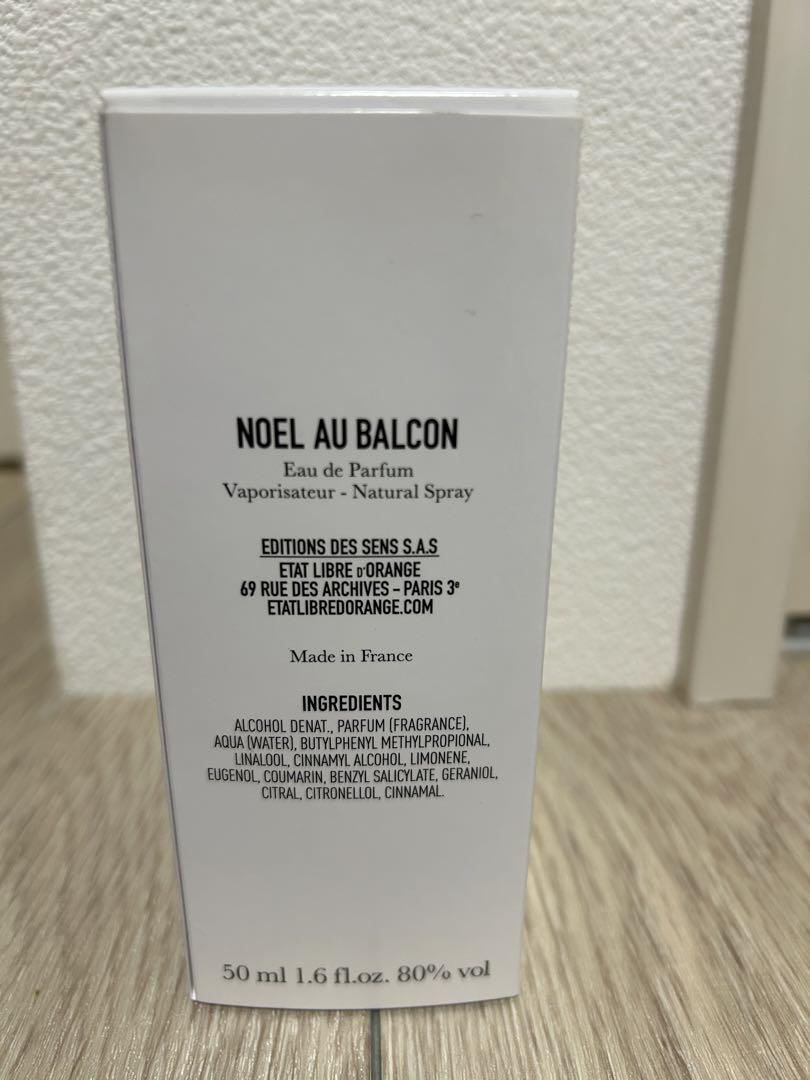 NOEL AU BALCON
Eau de Parfum
Vaporisateur - Natural Spray
EDITIONS DES SENS S.A.S
ETAT LIBRE D'ORANGE
69 RUE DES ARCHIVES – PARIS 3e
ETATLIBREDORANGE.COM
Made in France
INGREDIENTS
ALCOHOL DENAT., PARFUM (FRAGRANCE),
AQUA (WATER), BUTYLPHENYL METHYLPROPIONAL,
LINALOOL, CINNAMYL ALCOHOL, LIMONENE,
EUGENOL, COUMARIN, BENZYL SALICYLATE, GERANIOL,
CITRAL, CITRONELLOL, CINNAMAL.
50 ml 1.6 fl.oz. 80% vol